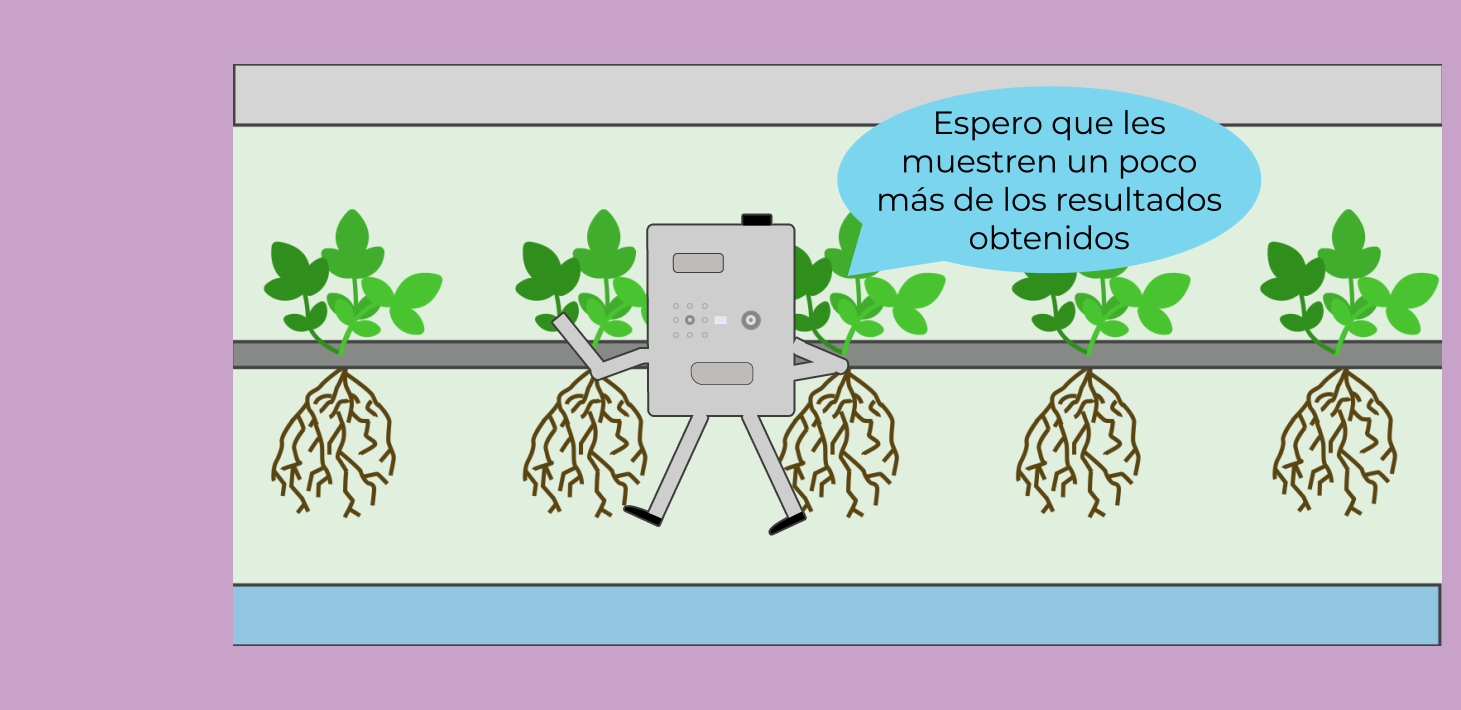 Espero que les
muestren un poco
más de los resultados
obtenidos